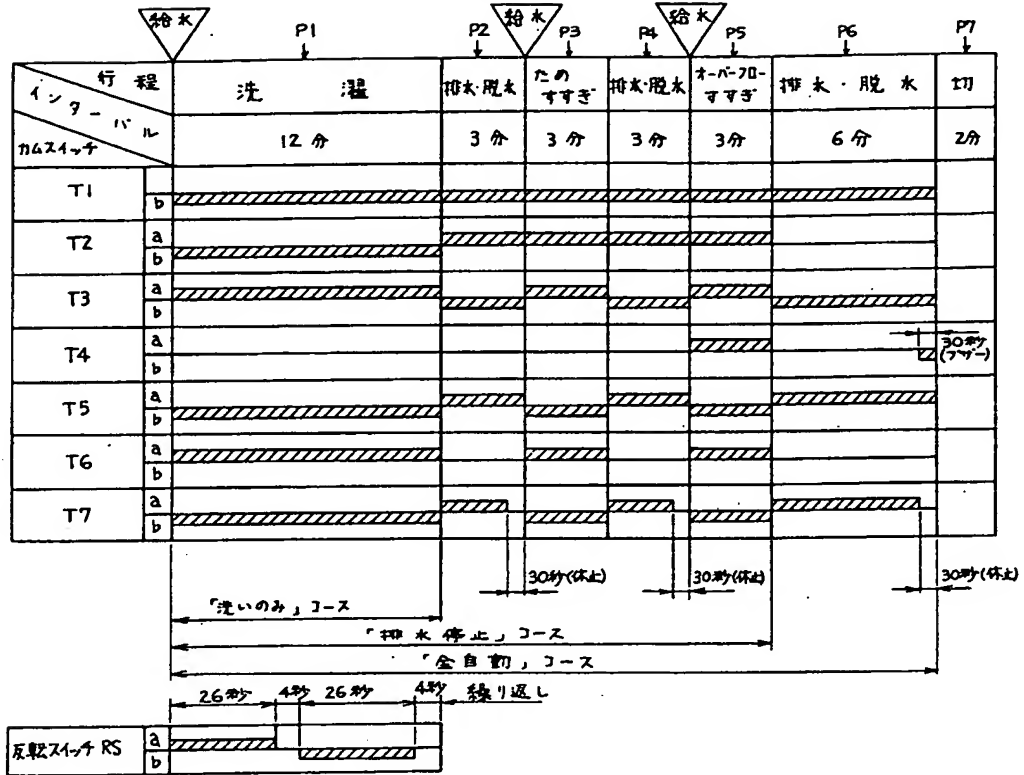 給水 給水
P1 P2 P3 P4 P5 P6 P7
行程 洗濯 排水・脱水 ためすすぎ 排水・脱水 オーバーフローすすぎ 排水・脱水 切
インターバル 12分 3分 3分 3分 3分 6分 2分
カムスイッチ
T1 b
T2 a
b
T3 a
b
T4 a 30秒
b (ブザー)
T5 a
b
T6 a
b
T7 a
b
30秒(休止) 30秒(休止) 30秒(休止)
「洗いのみ」コース
「排水停止」コース
「全自動」コース
26秒 4秒 26秒 4秒 繰り返し
反転スイッチ RS a
b